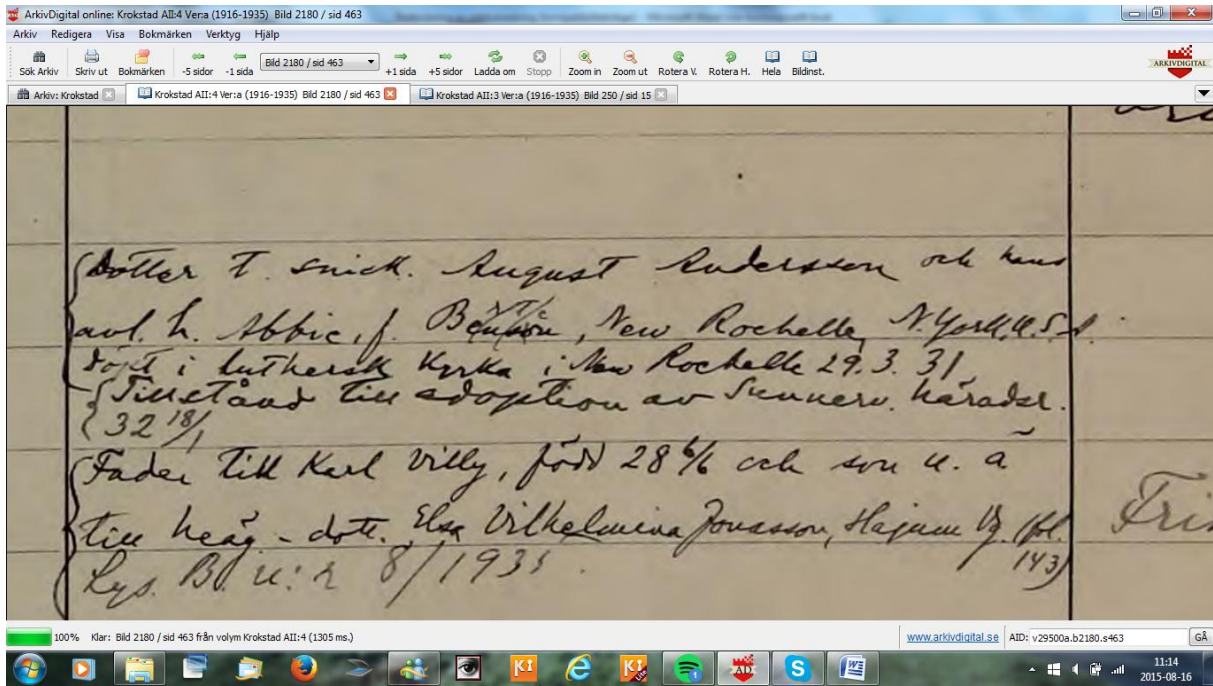 ArkivDigital online: Krokstad AII:4 Ver:a (1916-1935) Bild 2180 / sid 463
Arkiv Redigera Visa Bokmärken Verktyg Hjälp
Bild 2180 / sid 463
Sök Arkiv Skriv ut Bokmärken -5 sidor -1 sida +1 sida +5 sidor Ladda om Stopp Zoom in Zoom ut Rotera V. Rotera H. Hela Bildinst.
ARKIVDIGITAL
Arkiv: Krokstad Krokstad AII:4 Ver:a (1916-1935) Bild 2180 / sid 463 Krokstad AII:3 Ver:a (1916-1935) Bild 250 / sid 15
Dotter t. snick. August Andersson och hans
avl. h. Abbie, f. New Rochelle, N.York, U.S.A.
döpt i luthersk kyrka i New Rochelle 29.3.31
Tillstånd till adoption av Sunnerv. häradsr.
32 18/1
Fader till Karl Villy, född 28 6/6 och son u. ä
till heäg.-dott. Elsa Vilhelmina Jonasson, Hajum
Lys. B. 8/1935.
143)
Fri
100% Klar: Bild 2180 / sid 463 från volym Krokstad AII:4 (1305 ms.)
www.arkivdigital.se AID: v29500a.b2180.s463 GÅ
11:14
2015-08-16